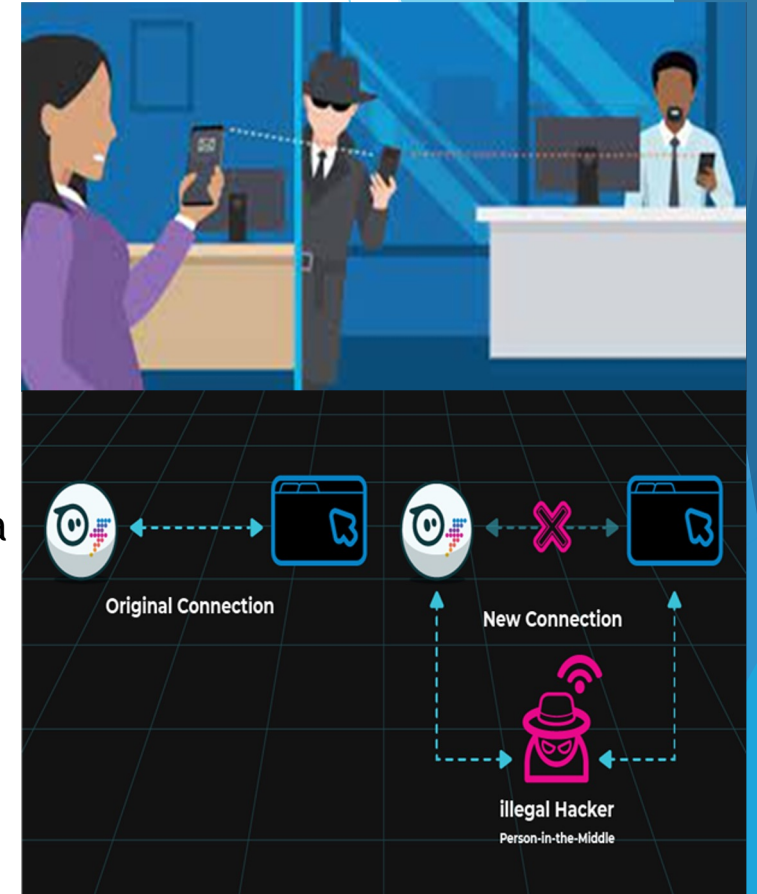 a
Original Connection
New Connection
illegal Hacker
Person-in-the-Middle